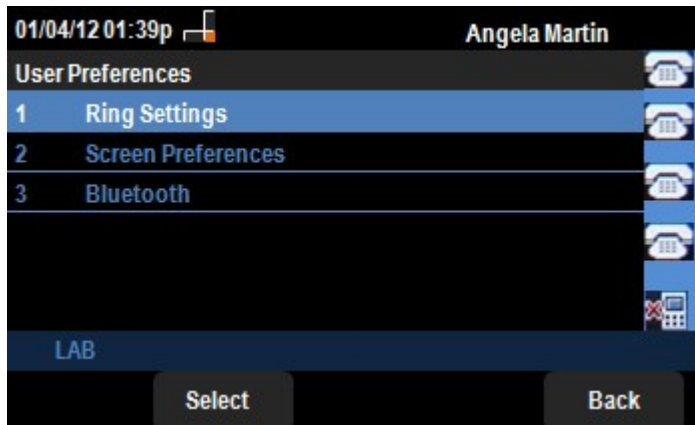 01/04/12 01:39p Angela Martin
User Preferences
1 Ring Settings
2 Screen Preferences
3 Bluetooth
LAB
Select Back